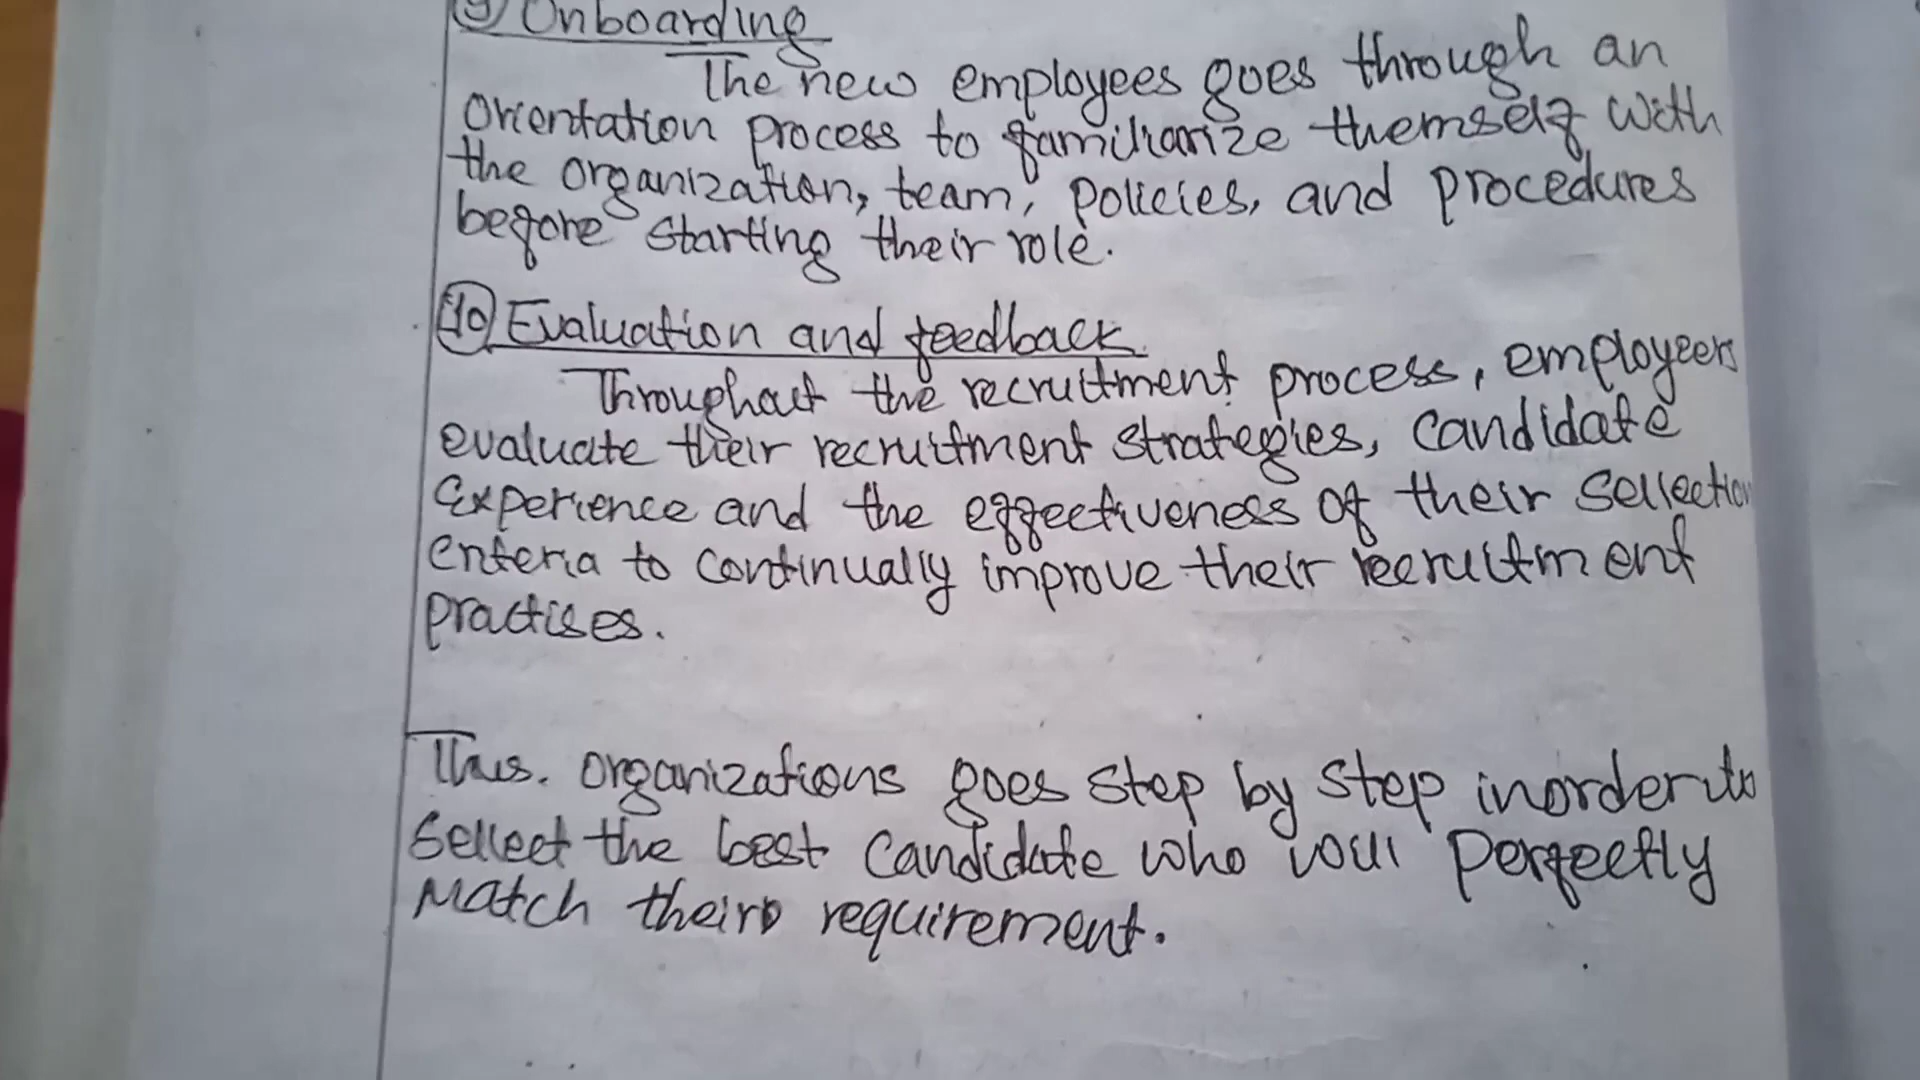 9) Onboarding
The new employees goes through an
orientation process to familiarize themself with
the organization, team, policies, and procedures
before starting their role.
10) Evaluation and feedback
Throughout the recruitment process, employeers
evaluate their recruitment strategies, candidate
experience and the effectiveness of their sellection
criteria to continually improve their recruitment
practises.
Thus. organizations goes step by step inorder to
sellect the best candidate who will perfectly
match their requirement.